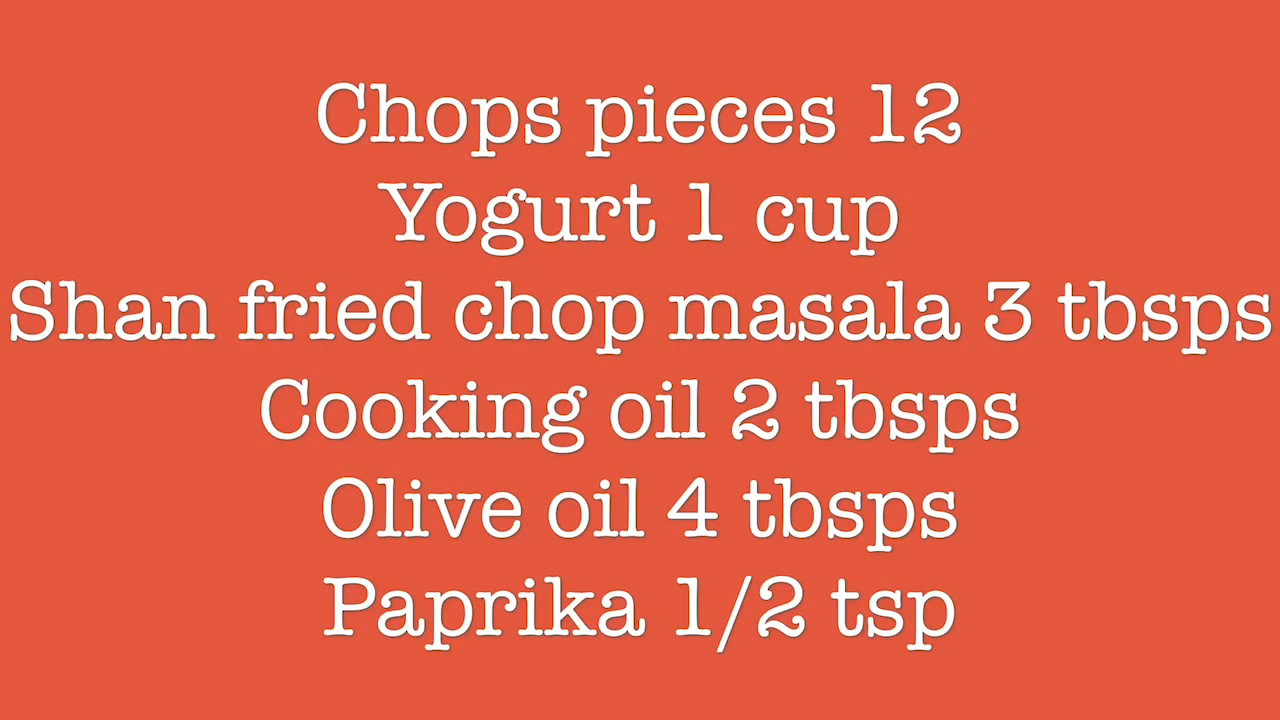 Chops pieces 12
Yogurt 1 cup
Shan fried chop masala 3 tbsps
Cooking oil 2 tbsps
Olive oil 4 tbsps
Paprika 1/2 tsp